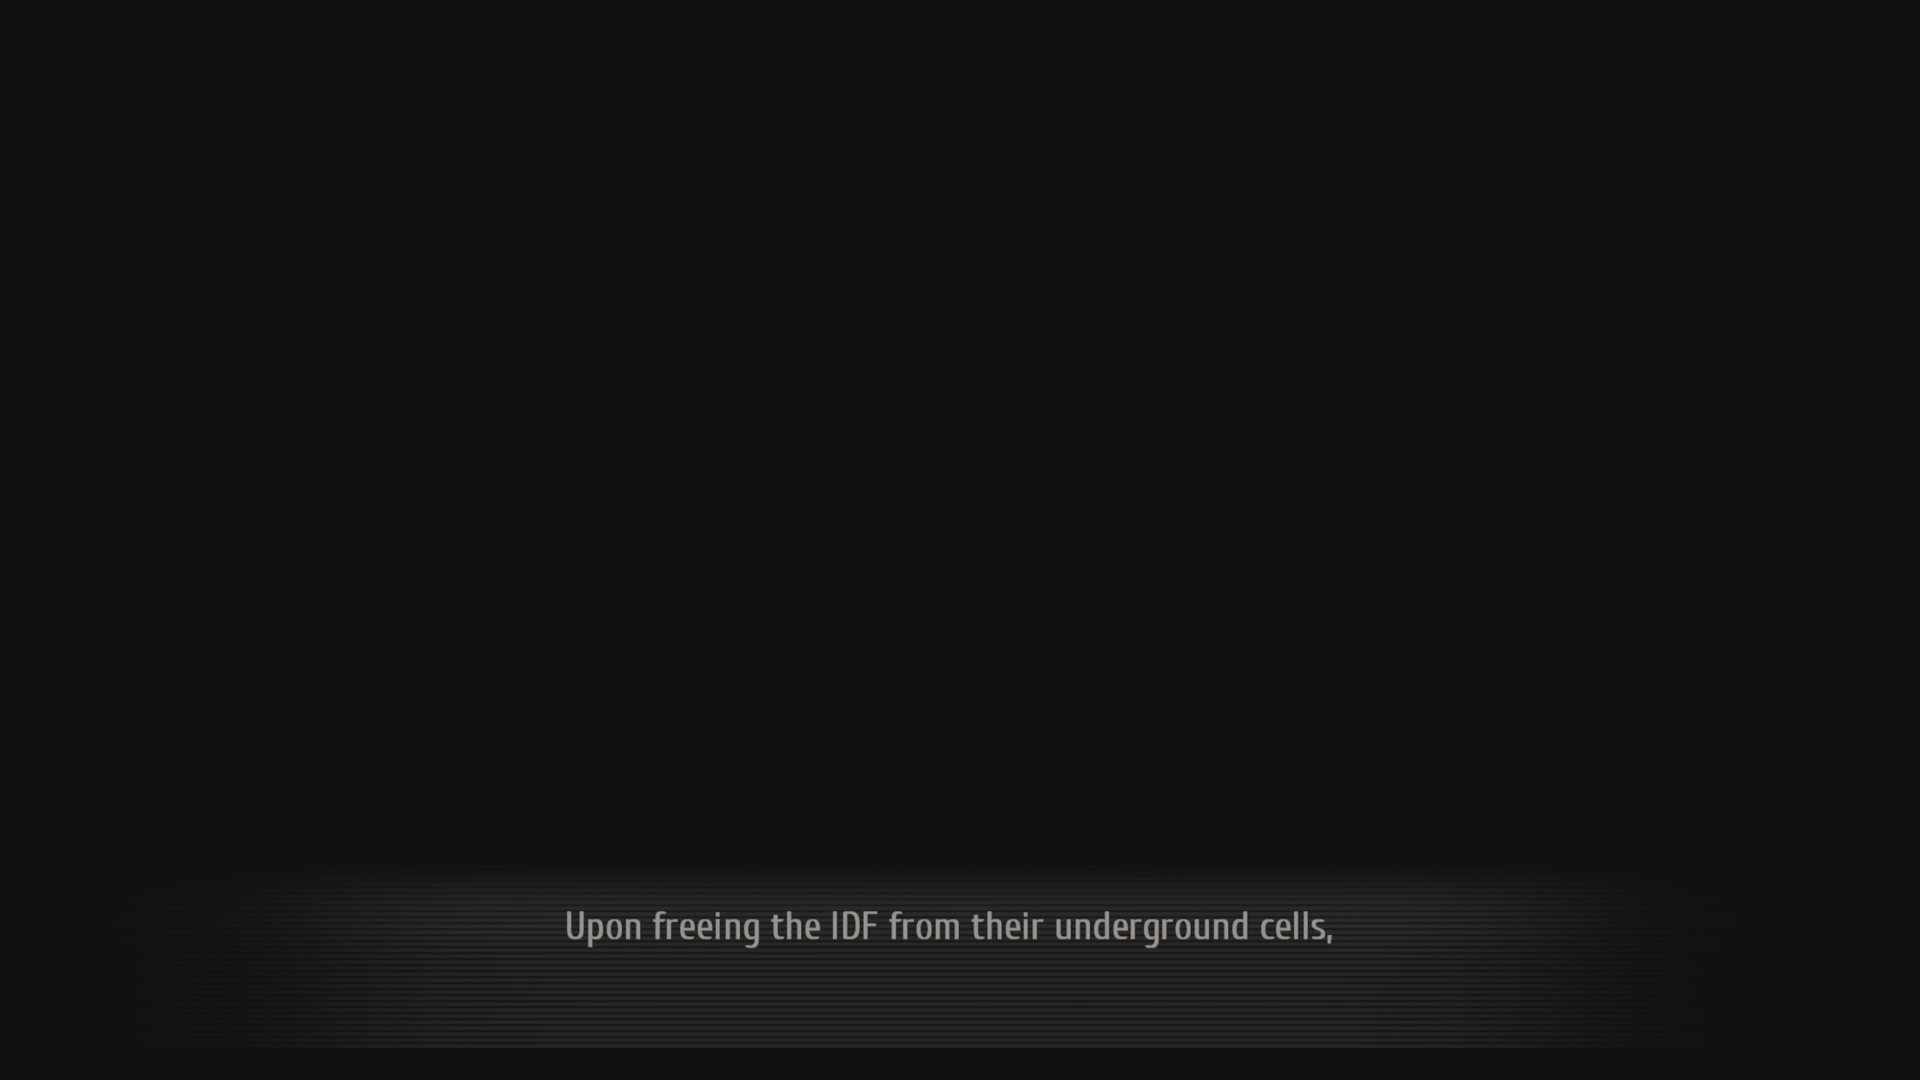 Upon freeing the IDF from their underground cells,